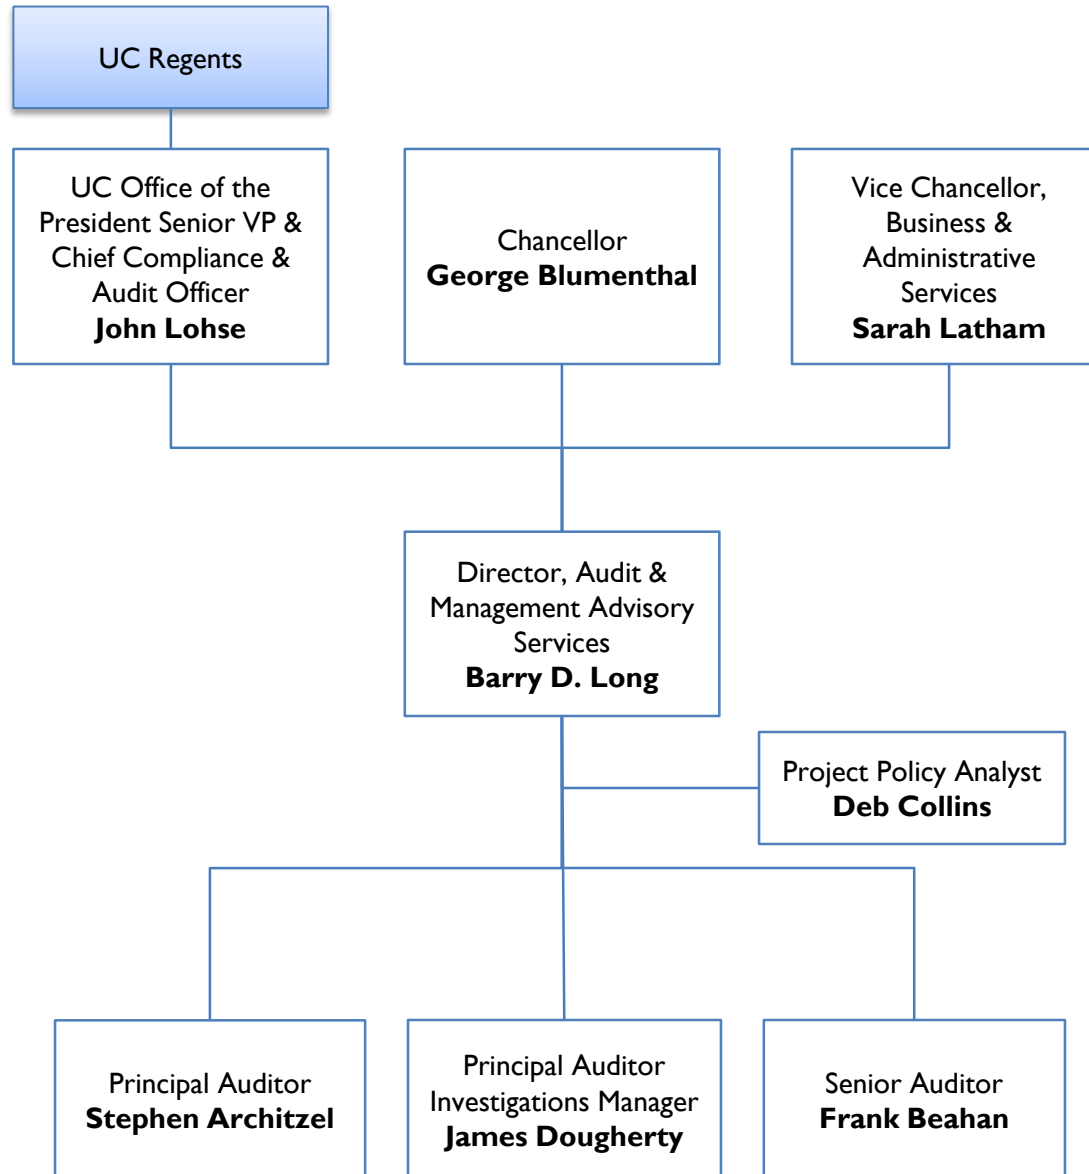 UC Regents
UC Office of the
President Senior VP &
Chief Compliance &
Audit Officer
John Lohse
Chancellor
George Blumenthal
Vice Chancellor,
Business &
Administrative
Services
Sarah Latham
Director, Audit &
Management Advisory
Services
Barry D. Long
Project Policy Analyst
Deb Collins
Principal Auditor
Stephen Architzel
Principal Auditor
Investigations Manager
James Dougherty
Senior Auditor
Frank Beahan